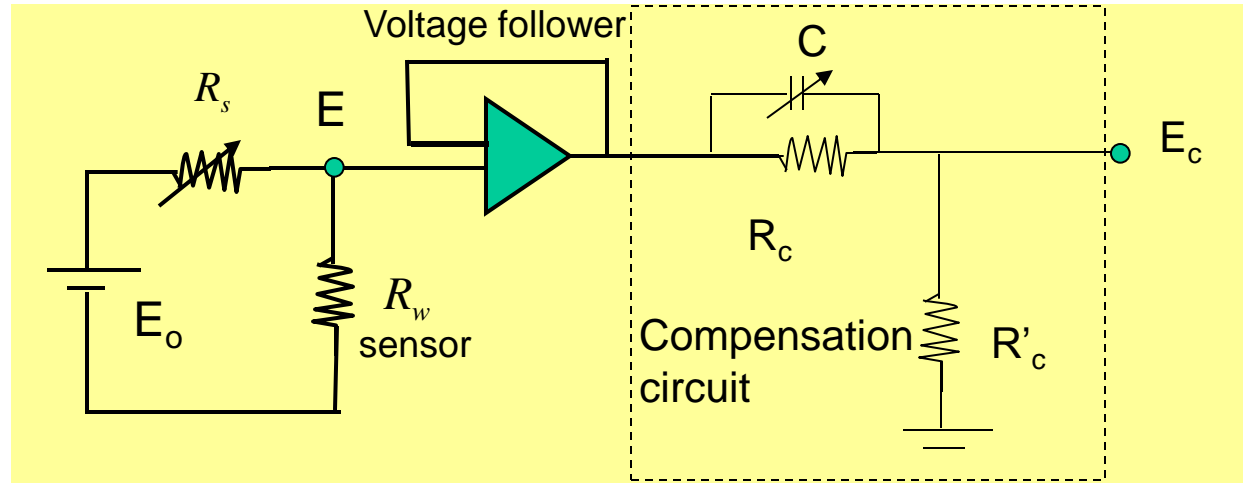 Voltage follower
C
R_s
E
E_c
R_c
R_w
sensor
E_o
Compensation
circuit
R'_c